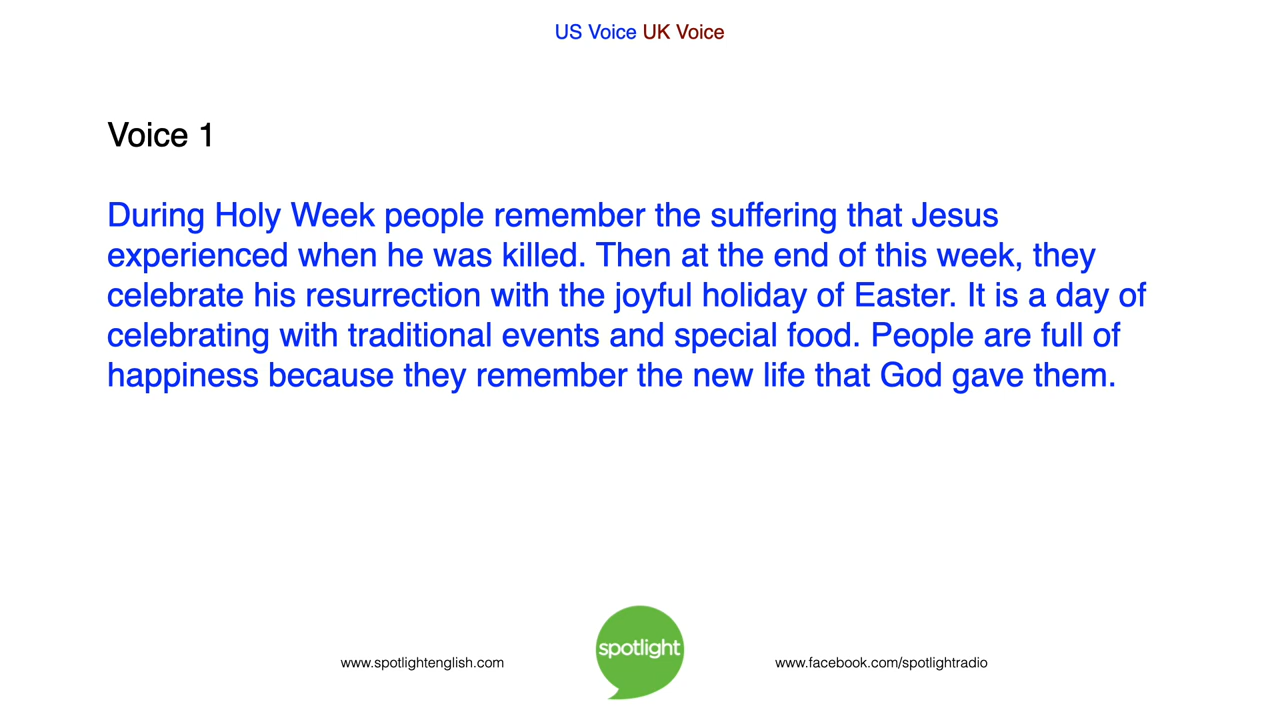 US Voice UK Voice
Voice 1
During Holy Week people remember the suffering that Jesus
experienced when he was killed. Then at the end of this week, they
celebrate his resurrection with the joyful holiday of Easter. It is a day of
celebrating with traditional events and special food. People are full of
happiness because they remember the new life that God gave them.
www.spotlightenglish.com
spotlight
www.facebook.com/spotlightradio